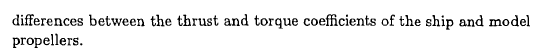 differences between the thrust and torque coefficients of the ship and model
propellers.